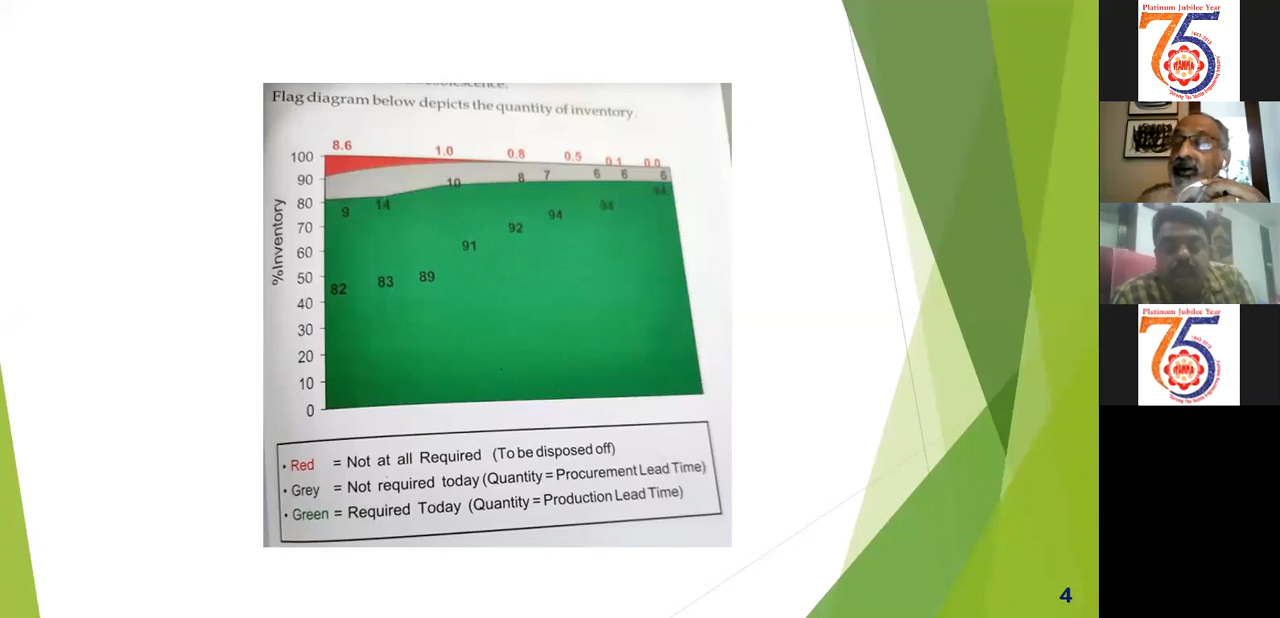 Flag diagram below depicts the quantity of inventory.
8.6 1.0 0.8 0.5 0.1 0.0
100
90
80
70
60
50
40
30
20
10
0
%Inventory
9 14 10 8 7 6 6 6
82 83 89 91 92 94 94 94
• Red = Not at all Required (To be disposed off)
• Grey = Not required today (Quantity = Procurement Lead Time)
• Green = Required Today (Quantity = Production Lead Time)
4
Platinum Jubilee Year
75
Platinum Jubilee Year
75